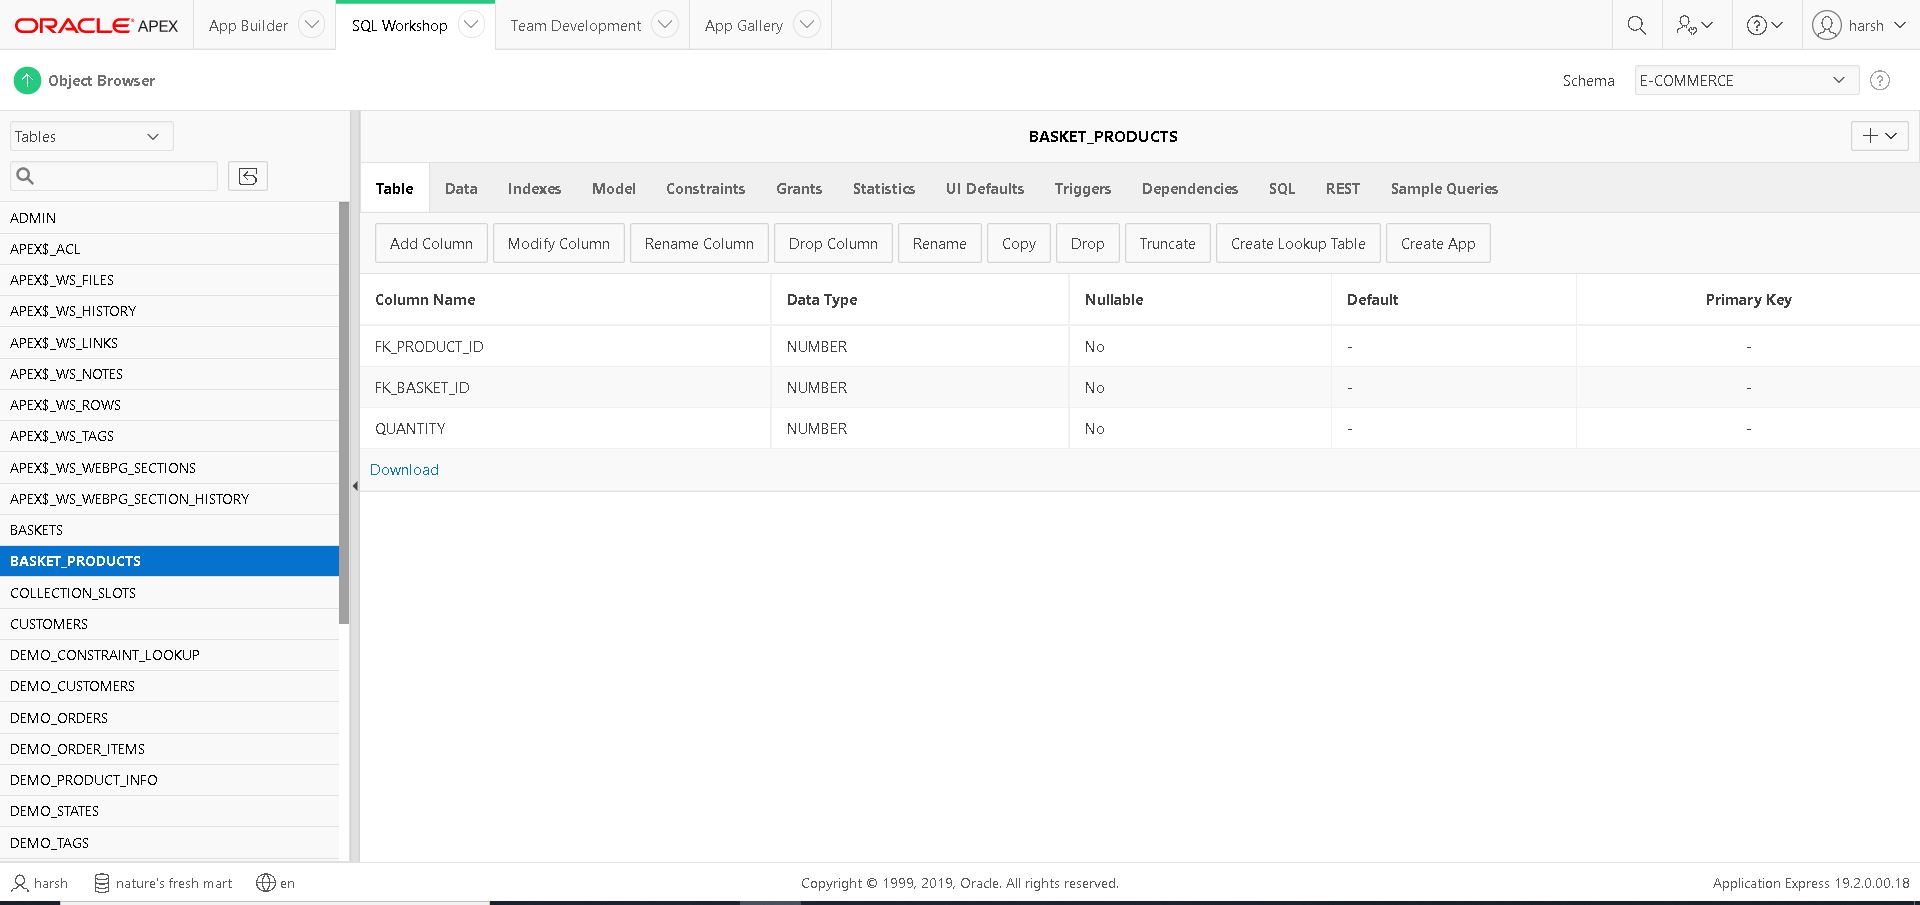 ORACLE® APEX App Builder SQL Workshop Team Development App Gallery harsh
Object Browser Schema E-COMMERCE
Tables
BASKET_PRODUCTS
Table Data Indexes Model Constraints Grants Statistics UI Defaults Triggers Dependencies SQL REST Sample Queries
Add Column Modify Column Rename Column Drop Column Rename Copy Drop Truncate Create Lookup Table Create App
Column Name Data Type Nullable Default Primary Key
FK_PRODUCT_ID NUMBER No - -
FK_BASKET_ID NUMBER No - -
QUANTITY NUMBER No - -
Download
ADMIN
APEX$_ACL
APEX$_WS_FILES
APEX$_WS_HISTORY
APEX$_WS_LINKS
APEX$_WS_NOTES
APEX$_WS_ROWS
APEX$_WS_TAGS
APEX$_WS_WEBPG_SECTIONS
APEX$_WS_WEBPG_SECTION_HISTORY
BASKETS
BASKET_PRODUCTS
COLLECTION_SLOTS
CUSTOMERS
DEMO_CONSTRAINT_LOOKUP
DEMO_CUSTOMERS
DEMO_ORDERS
DEMO_ORDER_ITEMS
DEMO_PRODUCT_INFO
DEMO_STATES
DEMO_TAGS
harsh nature's fresh mart en Copyright © 1999, 2019, Oracle. All rights reserved. Application Express 19.2.0.00.18